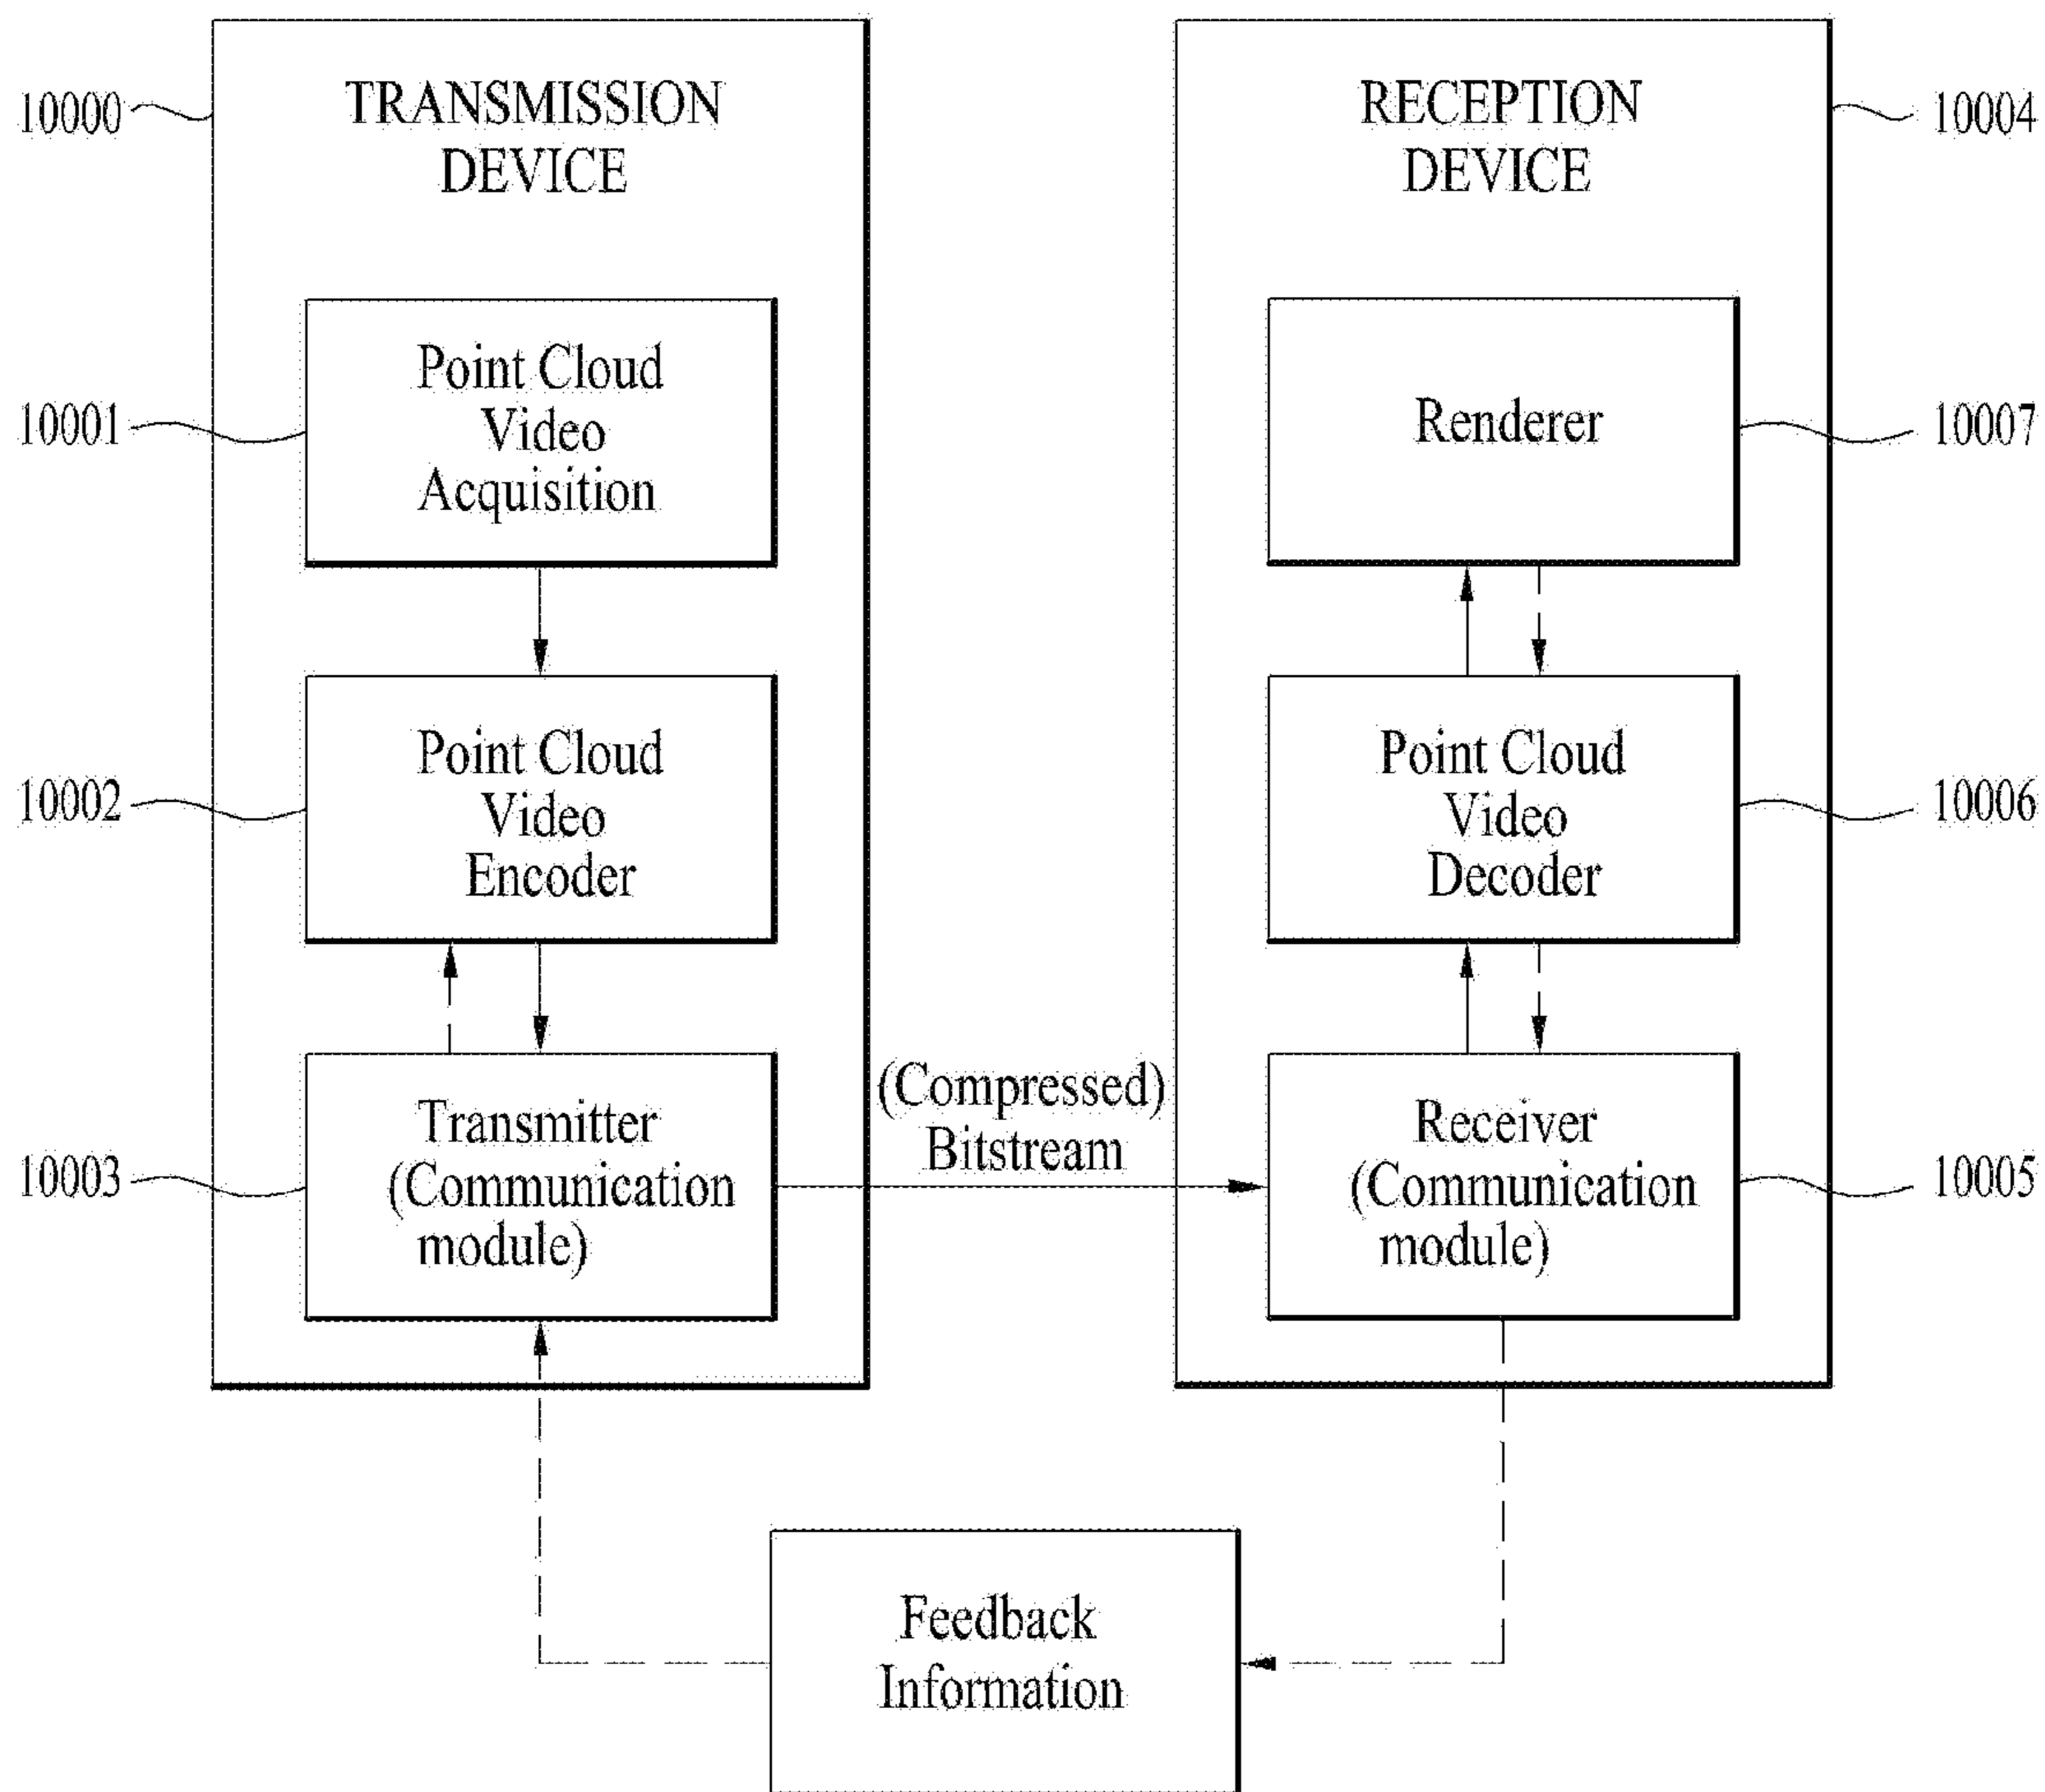 TRANSMISSION
DEVICE
10000
Point Cloud
Video
Acquisition
10001
Point Cloud
Video
Encoder
10002
Transmitter
(Communication
module)
10003
(Compressed)
Bitstream
RECEPTION
DEVICE
10004
Renderer
10007
Point Cloud
Video
Decoder
10006
Receiver
(Communication
module)
10005
Feedback
Information